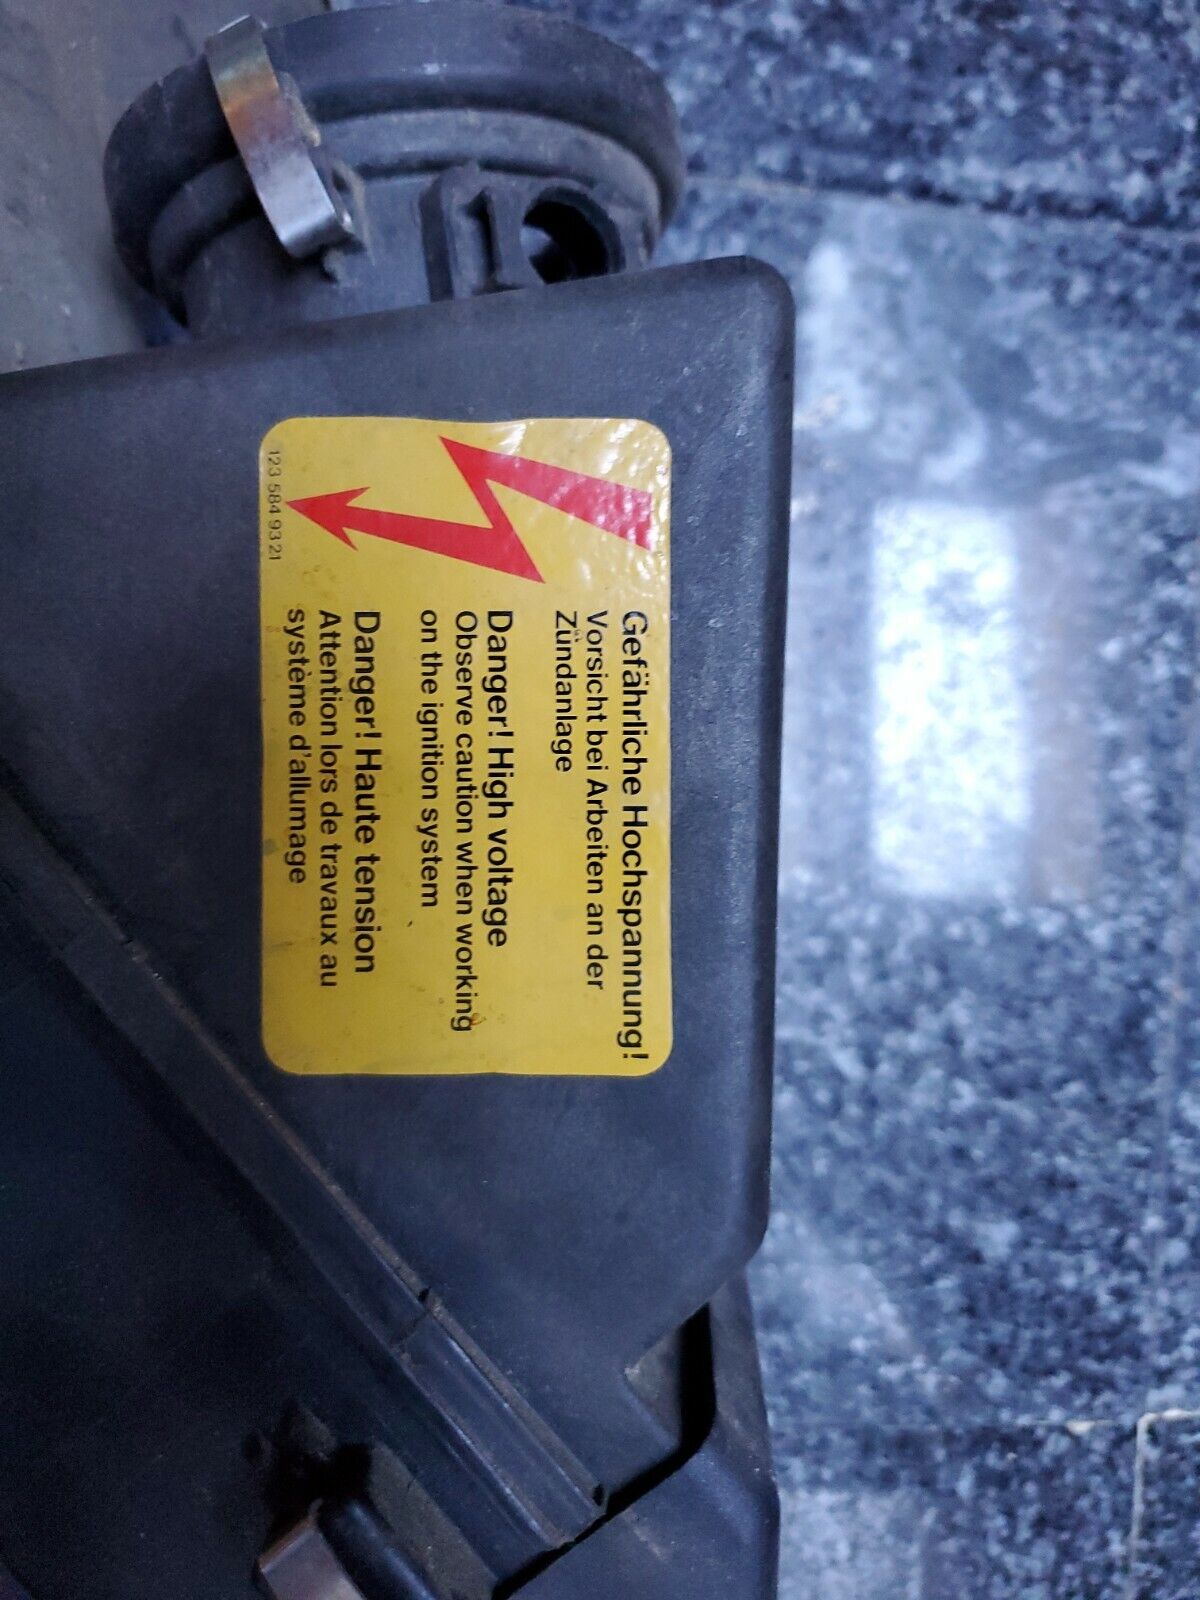 Gefährliche Hochspannung!
Vorsicht bei Arbeiten an der
Zündanlage
Danger! High voltage
Observe caution when working
on the ignition system
Danger! Haute tension
Attention lors de travaux au
système d'allumage
123 584 93 21